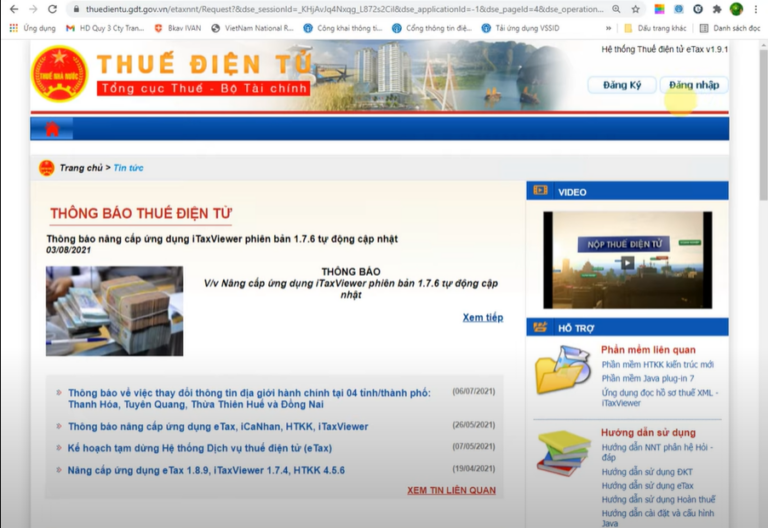 thuedientu.gdt.gov.vn/etaxnnt/Request?&dse_sessionId=_KHjAvJq4Nxqg_L872s2Cil&dse_applicationId=-1&dse_pageId=4&dse_operation...
Ứng dụng
HD Quy 3 Cty Tran...
Bkav IVAN
VietNam National R...
Công khai thông ti...
Cổng thông tin điệ...
Tải ứng dụng VSSID
»
Dấu trang khác
Danh sách đọc
Hệ thống Thuế điện tử eTax v1.9.1
THUẾ NHÀ NƯỚC
THUẾ ĐIỆN TỬ
Tổng cục Thuế - Bộ Tài chính
Đăng Ký
Đăng nhập
Trang chủ > Tin tức
THÔNG BÁO THUẾ ĐIỆN TỬ
Thông báo nâng cấp ứng dụng iTaxViewer phiên bản 1.7.6 tự động cập nhật
03/08/2021
THÔNG BÁO
V/v Nâng cấp ứng dụng iTaxViewer phiên bản 1.7.6 tự động cập
nhật
Xem tiếp
Thông báo về việc thay đổi thông tin địa giới hành chính tại 04 tỉnh/thành phố: (06/07/2021)
Thanh Hóa, Tuyên Quang, Thừa Thiên Huế và Đồng Nai
Thông báo nâng cấp ứng dụng eTax, iCaNhan, HTKK, iTaxViewer (26/05/2021)
Kế hoạch tạm dừng Hệ thống Dịch vụ thuế điện tử (eTax) (07/05/2021)
Nâng cấp ứng dụng eTax 1.8.9, iTaxViewer 1.7.4, HTKK 4.5.6 (19/04/2021)
XEM TIN LIÊN QUAN
VIDEO
NỘP THUẾ ĐIỆN TỬ
HỖ TRỢ
Phần mềm liên quan
Phần mềm HTKK kiến trúc mới
Phần mềm Java plug-in 7
Ứng dụng đọc hồ sơ thuế XML -
iTaxViewer
Hướng dẫn sử dụng
Hướng dẫn NNT phân hệ Hỏi -
đáp
Hướng dẫn sử dụng ĐKT
Hướng dẫn sử dụng eTax
Hướng dẫn sử dụng Hoàn thuế
Hướng dẫn cài đặt và cấu hình
Java